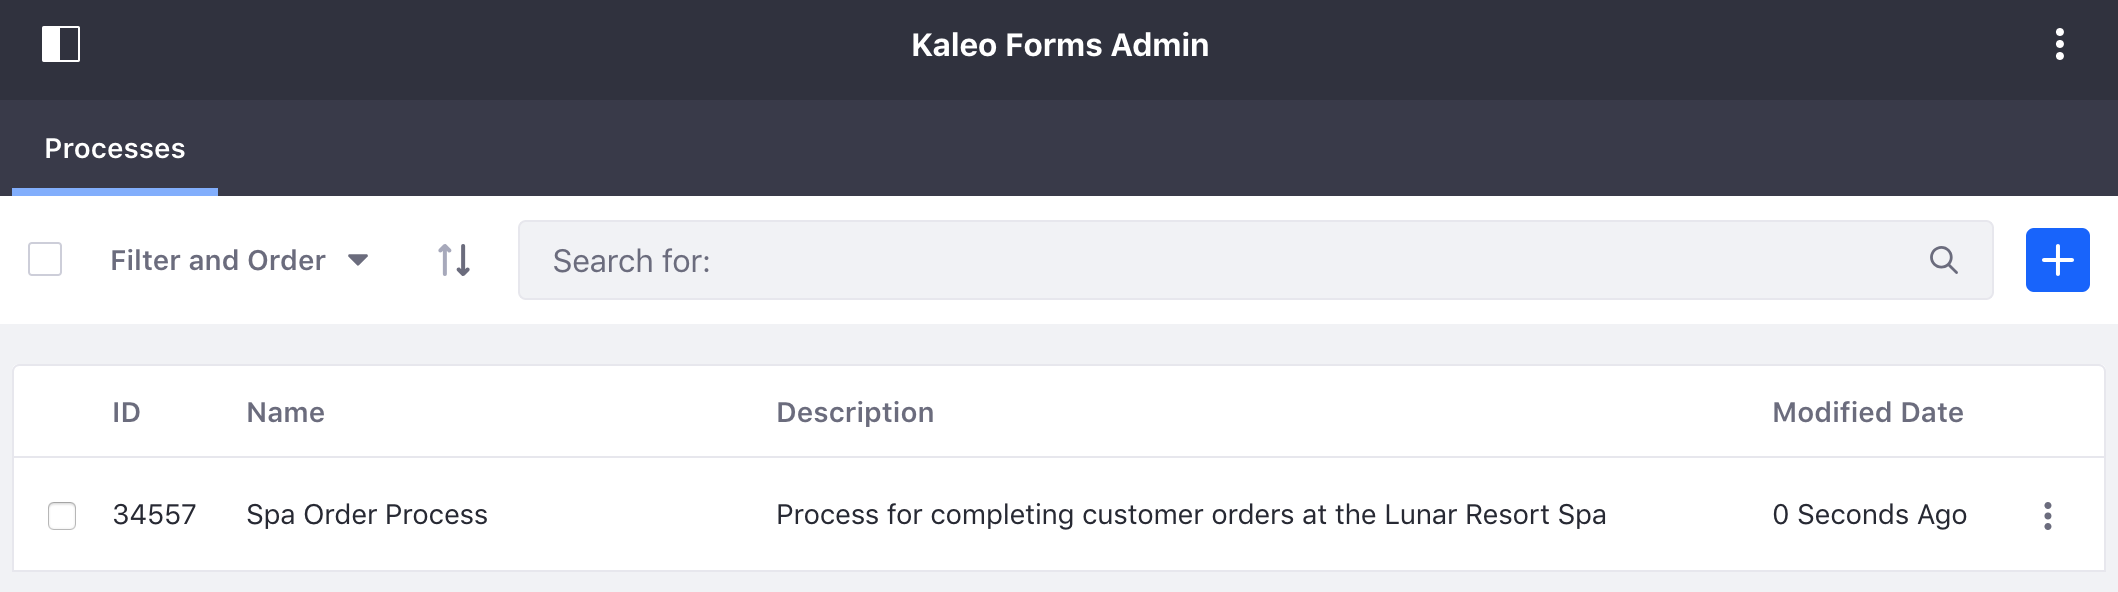 Kaleo Forms Admin
Processes
Filter and Order
Search for:
ID Name Description Modified Date
34557 Spa Order Process Process for completing customer orders at the Lunar Resort Spa 0 Seconds Ago